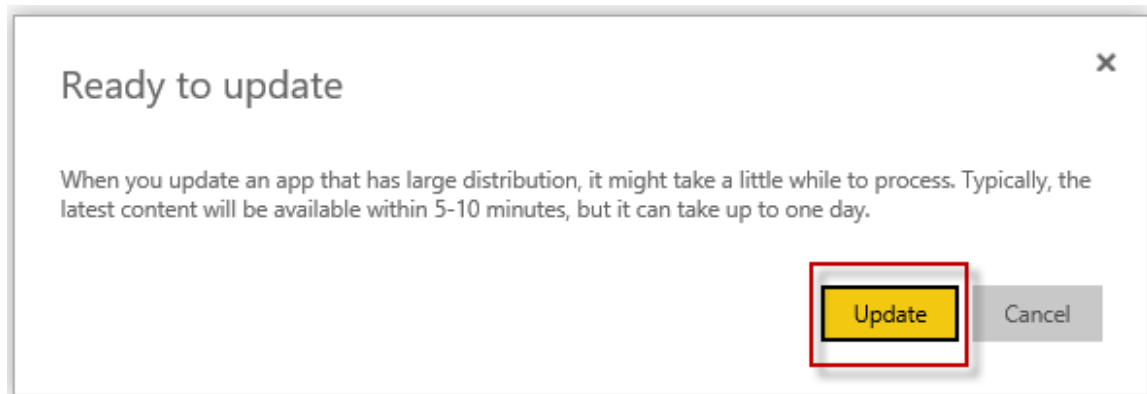 Ready to update
When you update an app that has large distribution, it might take a little while to process. Typically, the
latest content will be available within 5-10 minutes, but it can take up to one day.
Update
Cancel